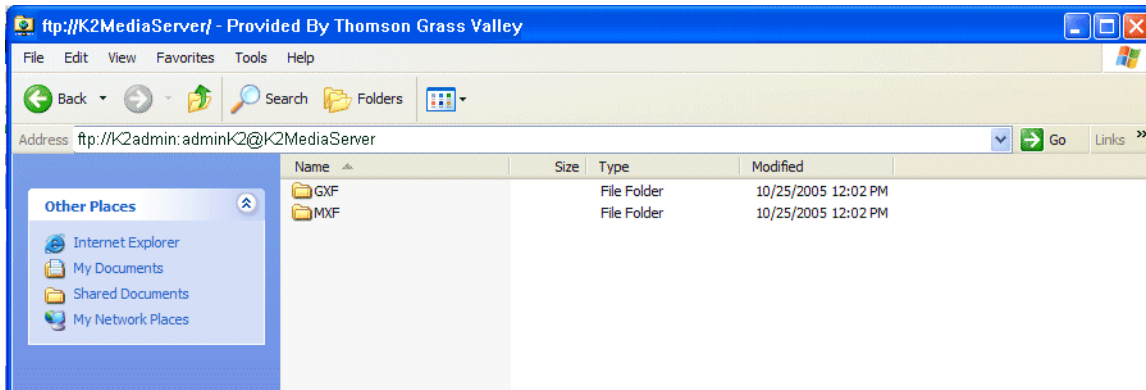 ftp://K2MediaServer/ - Provided By Thomson Grass Valley
File Edit View Favorites Tools Help
Back Search Folders
Address ftp://K2admin:adminK2@K2MediaServer Go Links »
Name Size Type Modified
GXF File Folder 10/25/2005 12:02 PM
MXF File Folder 10/25/2005 12:02 PM
Other Places
Internet Explorer
My Documents
Shared Documents
My Network Places